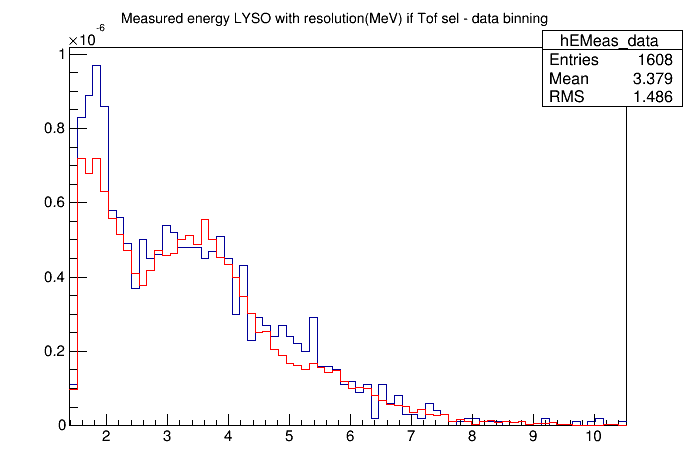 Measured energy LYSO with resolution(MeV) if Tof sel - data binning
×10⁻⁶
hEMeas_data
Entries 1608
Mean 3.379
RMS 1.486
1
0.8
0.6
0.4
0.2
0
2 3 4 5 6 7 8 9 10